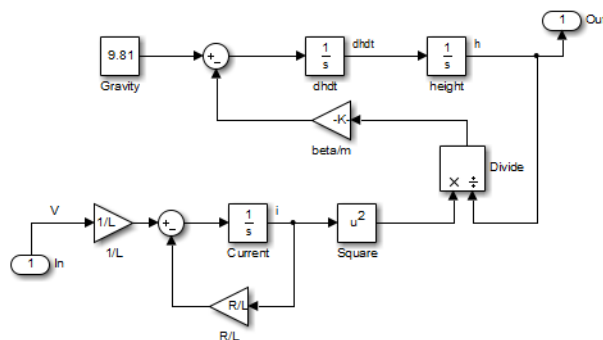 1
Out
9.81
Gravity
+
−
1
s
dhdt
dhdt
1
s
height
h
-K-
beta/m
×
÷
Divide
V
1
In
1/L
1/L
+
−
1
s
Current
i
u²
Square
R/L
R/L